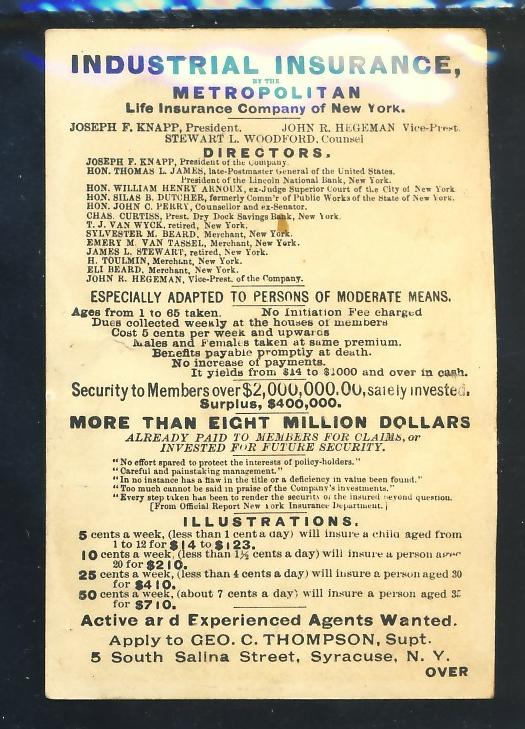 INDUSTRIAL INSURANCE,
BY THE
METROPOLITAN
Life Insurance Company of New York.
JOSEPH F. KNAPP, President. JOHN R. HEGEMAN Vice-Prest.
STEWART L. WOODFORD, Counsel
DIRECTORS.
JOSEPH F. KNAPP, President of the Company.
HON. THOMAS L. JAMES, late-Postmaster General of the United States,
President of the Lincoln National Bank, New York.
HON. WILLIAM HENRY ARNOUX, ex-Judge Superior Court of the City of New York
HON. SILAS B. DUTCHER, formerly Comm'r of Public Works of the State of New York.
HON. JOHN C. PERRY, Counsellor and ex-Senator.
CHAS. CURTISS, Prest. Dry Dock Savings Bank, New York.
T. J. VAN WYCK, retired, New York.
SYLVESTER M. BEARD, Merchant, New York.
EMERY M. VAN TASSEL, Merchant, New York.
JAMES L. STEWART, retired, New York.
H. TOULMIN, Merchant, New York.
ELI BEARD, Merchant, New York.
JOHN R. HEGEMAN, Vice-Prest. of the Company.
ESPECIALLY ADAPTED TO PERSONS OF MODERATE MEANS.
Ages from 1 to 65 taken. No Initiation Fee charged
Dues collected weekly at the houses of members
Cost 5 cents per week and upwards
Males and Females taken at same premium.
Benefits payable promptly at death.
No increase of payments.
It yields from $14 to $1000 and over in cash.
Security to Members over $2,000,000.00, safely invested.
Surplus, $400,000.
MORE THAN EIGHT MILLION DOLLARS
ALREADY PAID TO MEMBERS FOR CLAIMS, or
INVESTED FOR FUTURE SECURITY.
"No effort spared to protect the interests of policy-holders."
"Careful and painstaking management."
"In no instance has a flaw in the title or a deficiency in value been found."
"Too much cannot be said in praise of the Company's investments."
"Every step taken has been to render the security of the insured beyond question.
[From Official Report New York Insurance Department.]
ILLUSTRATIONS.
5 cents a week, (less than 1 cent a day) will insure a child aged from
1 to 12 for $14 to $123.
10 cents a week, (less than 1½ cents a day) will insure a person aged
20 for $210.
25 cents a week, (less than 4 cents a day) will insure a person aged 30
for $410.
50 cents a week, (about 7 cents a day) will insure a person aged 35
for $710.
Active and Experienced Agents Wanted.
Apply to GEO. C. THOMPSON, Supt.
5 South Salina Street, Syracuse, N. Y.
OVER